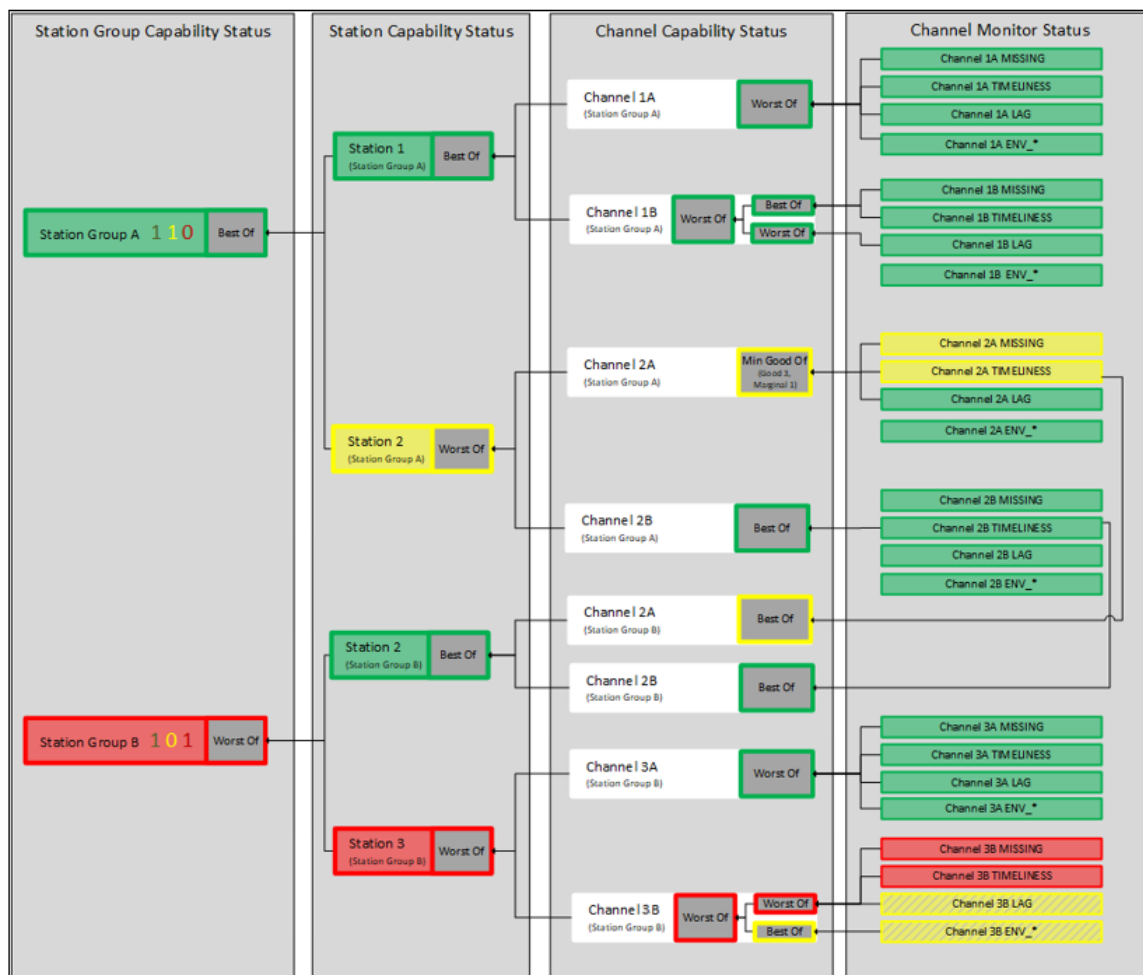 Station Group Capability Status
Station Capability Status
Channel Capability Status
Channel Monitor Status
Station Group A 1 1 0
Best Of
Station Group B 1 0 1
Worst Of
Station 1
(Station Group A)
Best Of
Station 2
(Station Group A)
Worst Of
Station 2
(Station Group B)
Best Of
Station 3
(Station Group B)
Worst Of
Channel 1A
(Station Group A)
Worst Of
Channel 1B
(Station Group A)
Worst Of
Best Of
Worst Of
Channel 2A
(Station Group A)
Min Good Of
(Good 3,
Marginal 1)
Channel 2B
(Station Group A)
Best Of
Channel 2A
(Station Group B)
Best Of
Channel 2B
(Station Group B)
Best Of
Channel 3A
(Station Group B)
Worst Of
Channel 3B
(Station Group B)
Worst Of
Worst Of
Best Of
Channel 1A MISSING
Channel 1A TIMELINESS
Channel 1A LAG
Channel 1A ENV_*
Channel 1B MISSING
Channel 1B TIMELINESS
Channel 1B LAG
Channel 1B ENV_*
Channel 2A MISSING
Channel 2A TIMELINESS
Channel 2A LAG
Channel 2A ENV_*
Channel 2B MISSING
Channel 2B TIMELINESS
Channel 2B LAG
Channel 2B ENV_*
Channel 3A MISSING
Channel 3A TIMELINESS
Channel 3A LAG
Channel 3A ENV_*
Channel 3B MISSING
Channel 3B TIMELINESS
Channel 3B LAG
Channel 3B ENV_*